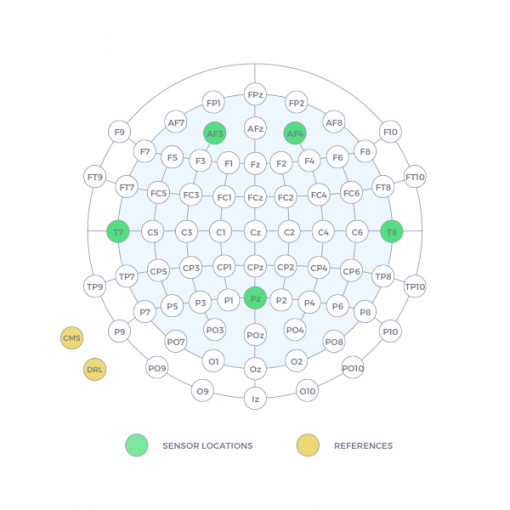 FPz
FP1 FP2
AF7 AF8
AFz
F9 AF3 AF4 F10
F7 F8
F5 F3 F1 Fz F2 F4 F6
FT9 FT10
FT7 FC5 FC3 FC1 FCz FC2 FC4 FC6 FT8
T7 C5 C3 C1 Cz C2 C4 C6 T8
TP7 CP5 CP3 CP1 CPz CP2 CP4 CP6 TP8
TP9 TP10
P7 P5 P3 P1 Pz P2 P4 P6 P8
P9 PO3 PO4 P10
CMS PO7 POz PO8
DRL PO9 O1 Oz O2 PO10
O9 O10
Iz
SENSOR LOCATIONS REFERENCES